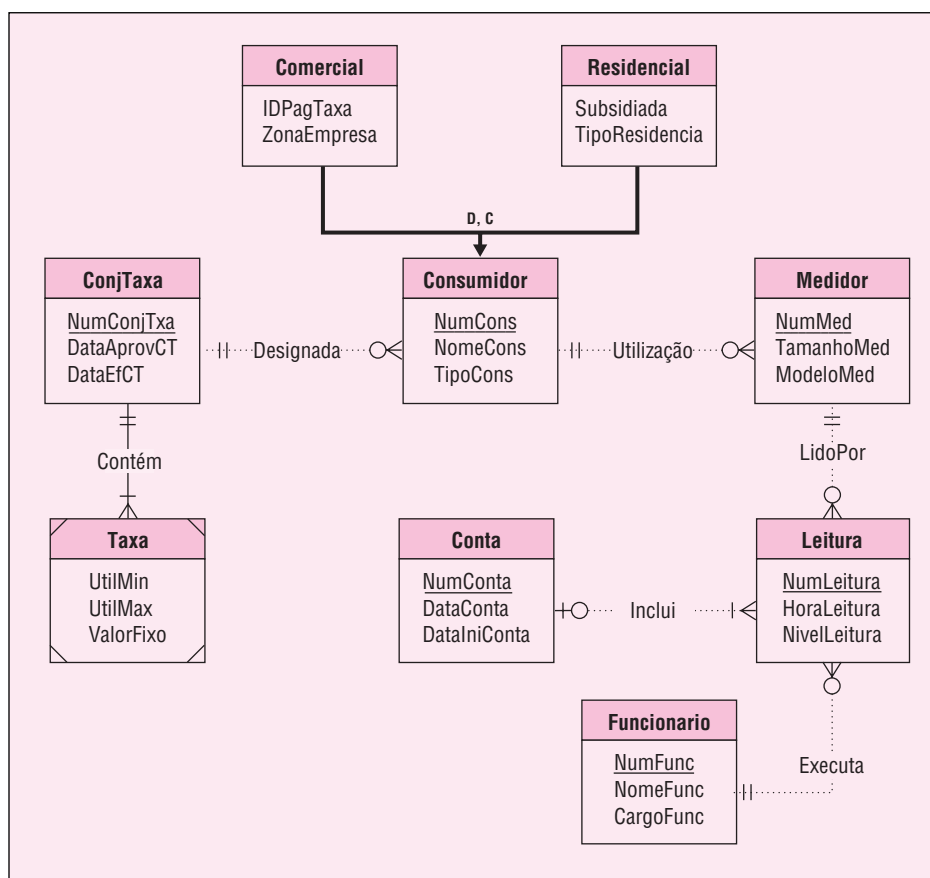 Comercial
IDPagTaxa
ZonaEmpresa
Residencial
Subsidiada
TipoResidencia
D, C
ConjTaxa
NumConjTxa
DataAprovCT
DataEfCT
Designada
Consumidor
NumCons
NomeCons
TipoCons
Utilização
Medidor
NumMed
TamanhoMed
ModeloMed
Contém
LidoPor
Taxa
UtilMin
UtilMax
ValorFixo
Conta
NumConta
DataConta
DataIniConta
Inclui
Leitura
NumLeitura
HoraLeitura
NivelLeitura
Funcionario
NumFunc
NomeFunc
CargoFunc
Executa